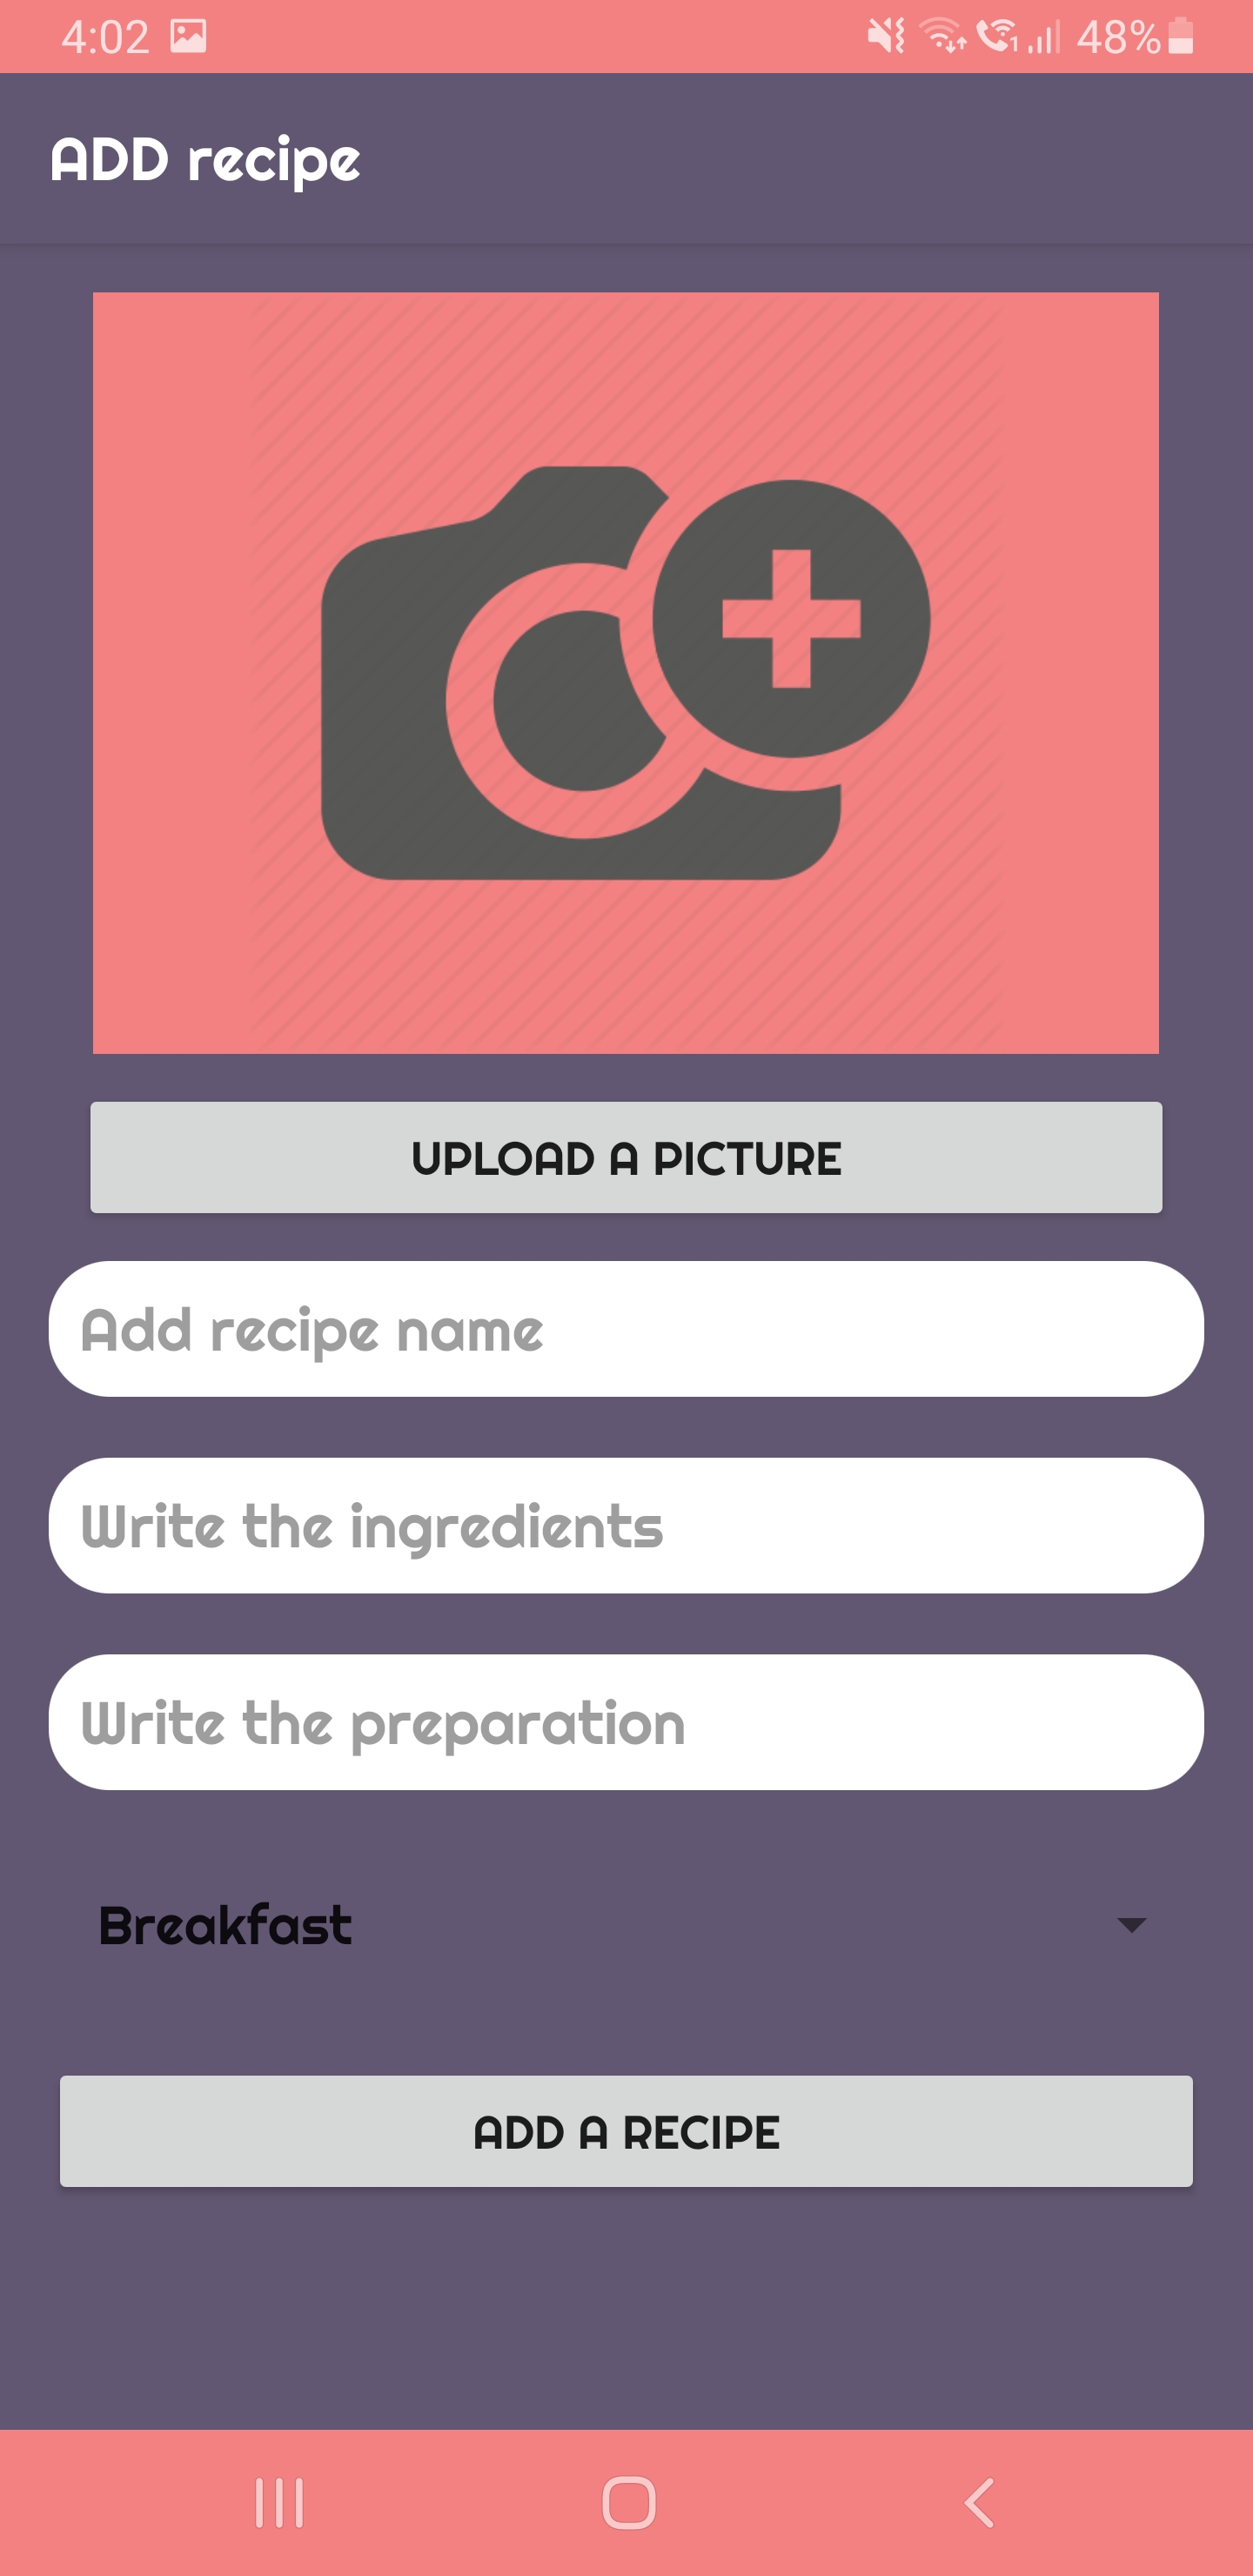 4:02 48%
ADD recipe
UPLOAD A PICTURE
Add recipe name
Write the ingredients
Write the preparation
Breakfast
ADD A RECIPE